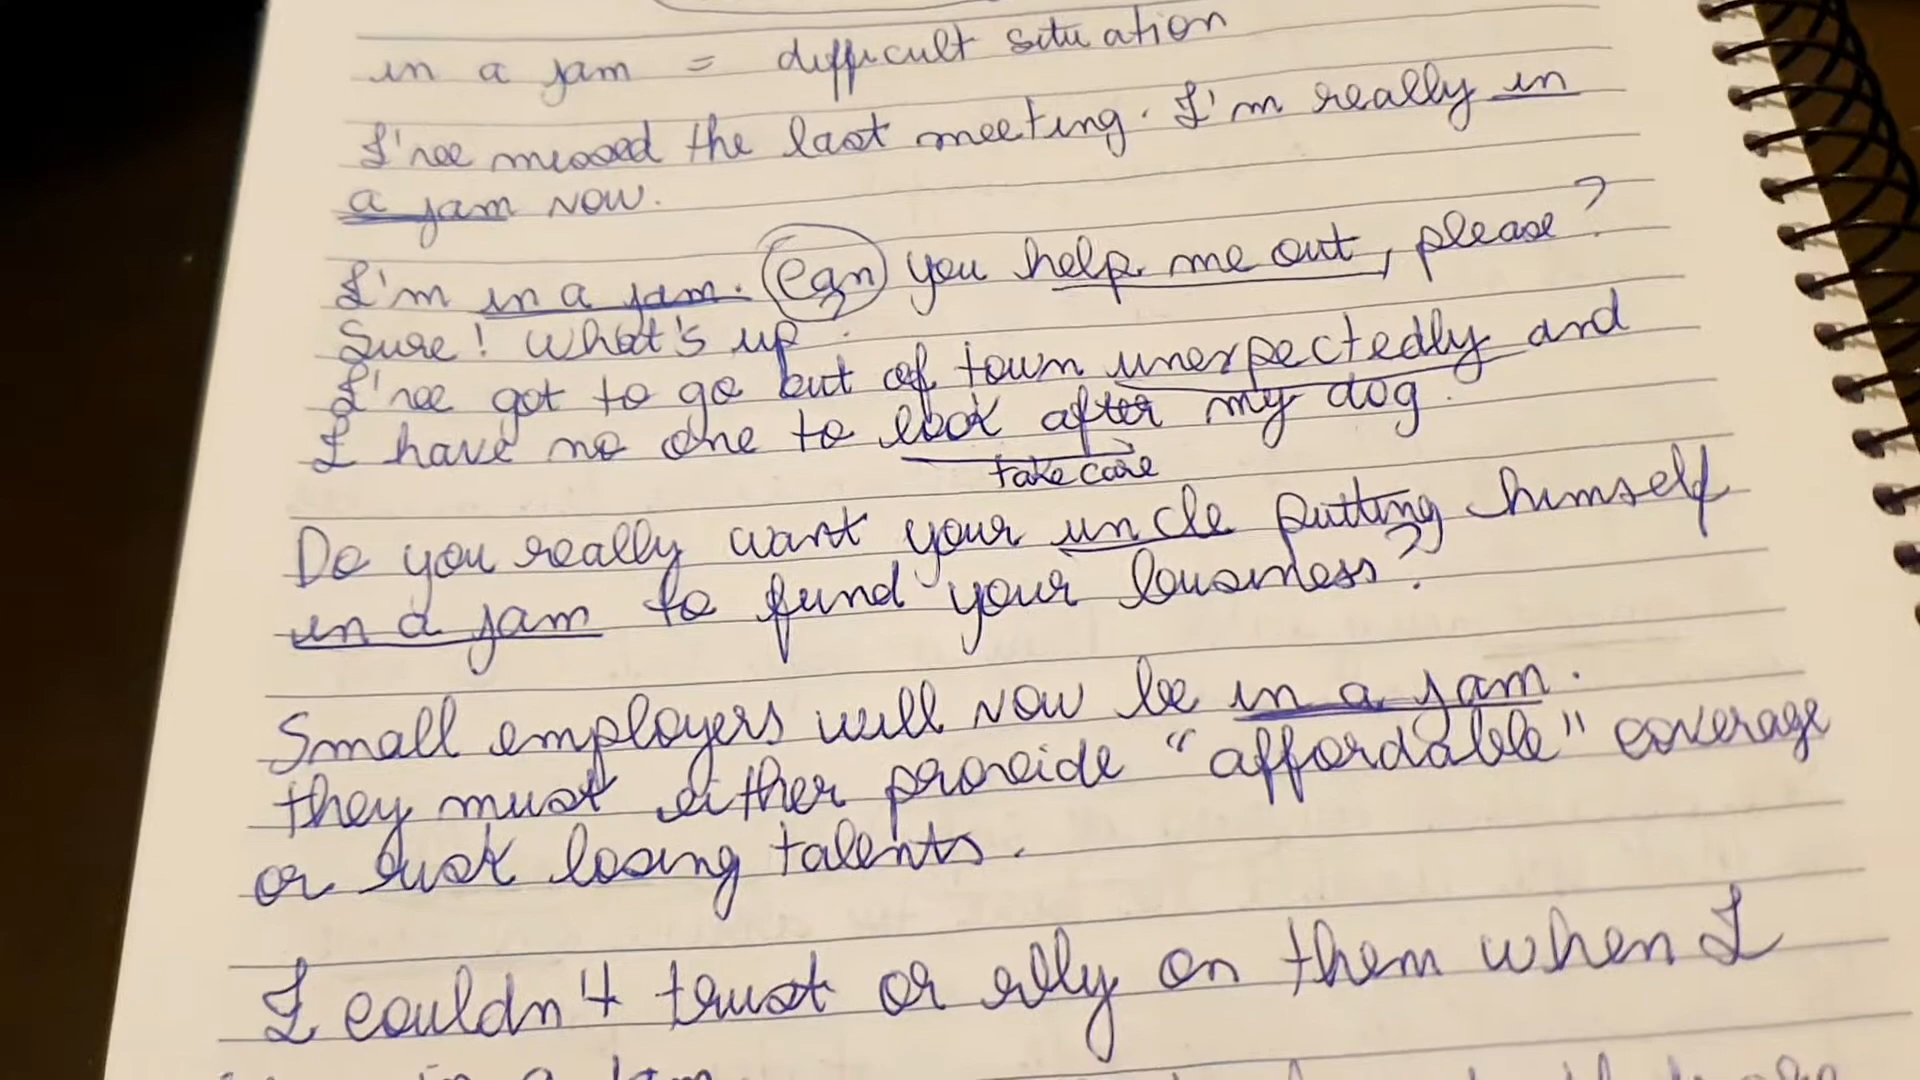 in a jam = difficult situation
I've missed the last meeting. I'm really in
a jam now.
I'm in a jam. Can you help me out, please?
Sure! What's up
I've got to go out of town unexpectedly and
I have no one to look after my dog.
take care
Do you really want your uncle putting himself
in a jam to fund your lousiness?
Small employers will now be in a jam.
they must either provide "affordable" coverage
or risk losing talents.
I couldn't trust or rely on them when I
in a jam